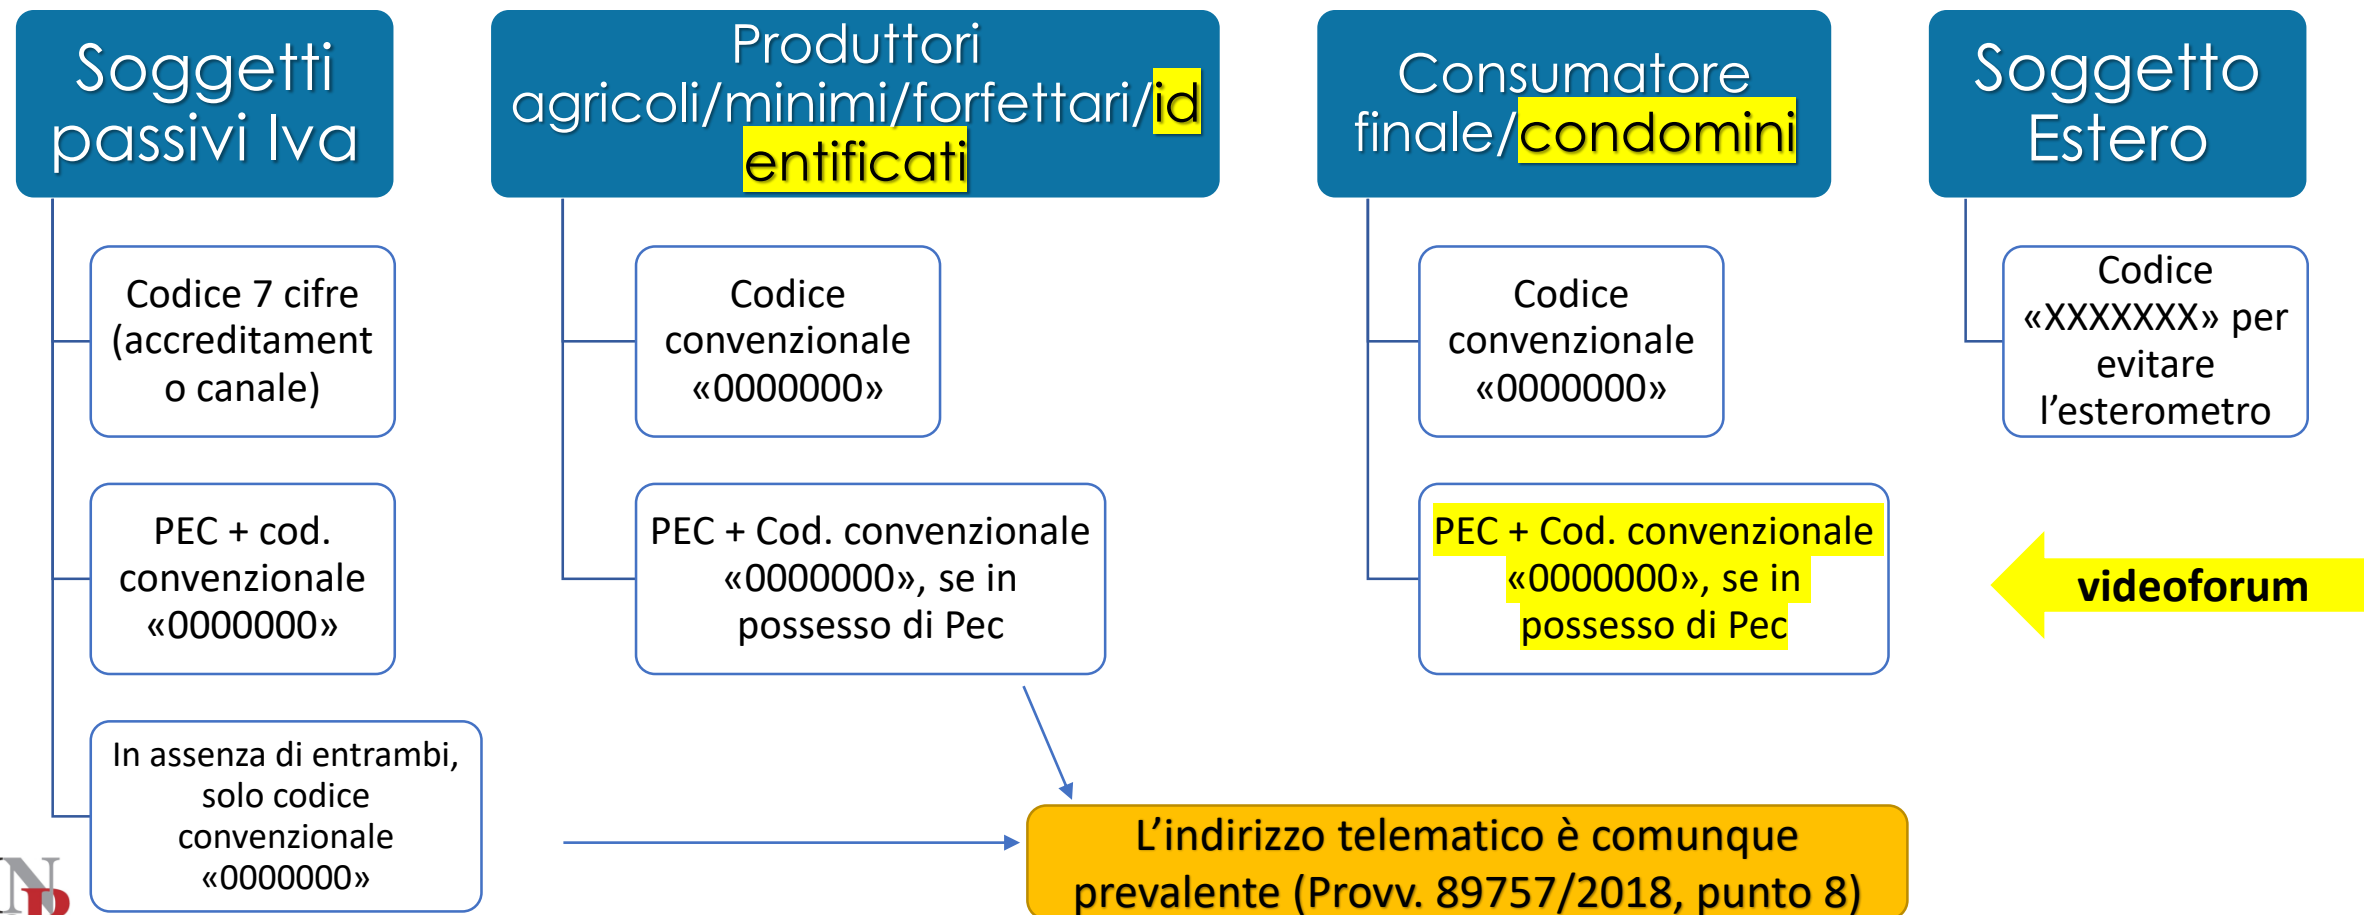 Soggetti
passivi Iva
Codice 7 cifre
(accreditament
o canale)
PEC + cod.
convenzionale
«0000000»
In assenza di entrambi,
solo codice
convenzionale
«0000000»
Produttori
agricoli/minimi/forfettari/id
entificati
Codice
convenzionale
«0000000»
PEC + Cod. convenzionale
«0000000», se in
possesso di Pec
Consumatore
finale/condomini
Codice
convenzionale
«0000000»
PEC + Cod. convenzionale
«0000000», se in
possesso di Pec
Soggetto
Estero
Codice
«XXXXXXX» per
evitare
l'esterometro
videoforum
L'indirizzo telematico è comunque
prevalente (Provv. 89757/2018, punto 8)